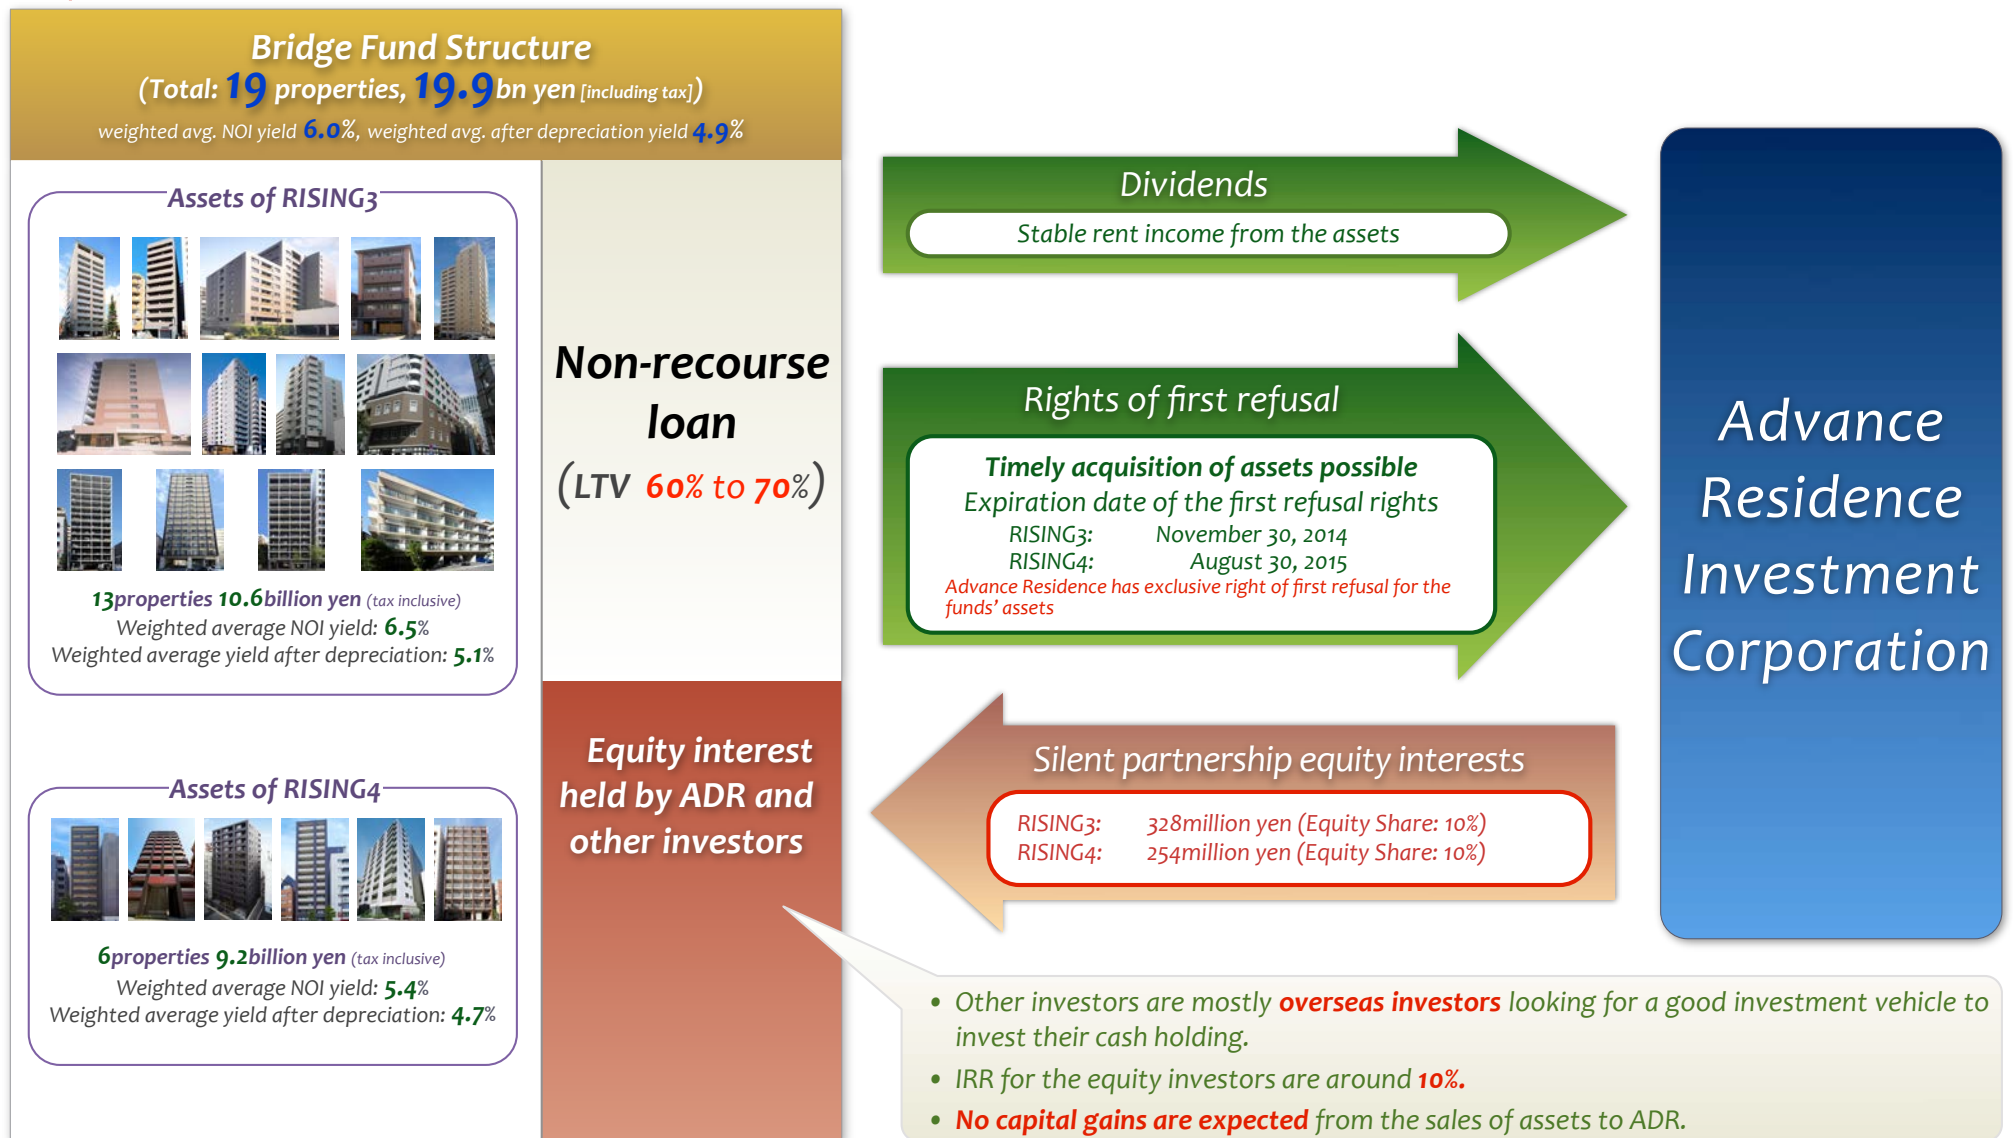 Bridge Fund Structure
(Total: 19 properties, 19.9bn yen [including tax])
weighted avg. NOI yield 6.0%, weighted avg. after depreciation yield 4.9%
Assets of RISING3
13properties 10.6billion yen (tax inclusive)
Weighted average NOI yield: 6.5%
Weighted average yield after depreciation: 5.1%
Assets of RISING4
6properties 9.2billion yen (tax inclusive)
Weighted average NOI yield: 5.4%
Weighted average yield after depreciation: 4.7%
Non-recourse
loan
(LTV 60% to 70%)
Equity interest
held by ADR and
other investors
Dividends
Stable rent income from the assets
Rights of first refusal
Timely acquisition of assets possible
Expiration date of the first refusal rights
RISING3: November 30, 2014
RISING4: August 30, 2015
Advance Residence has exclusive right of first refusal for the
funds' assets
Silent partnership equity interests
RISING3: 328million yen (Equity Share: 10%)
RISING4: 254million yen (Equity Share: 10%)
Advance
Residence
Investment
Corporation
• Other investors are mostly overseas investors looking for a good investment vehicle to
invest their cash holding.
• IRR for the equity investors are around 10%.
• No capital gains are expected from the sales of assets to ADR.